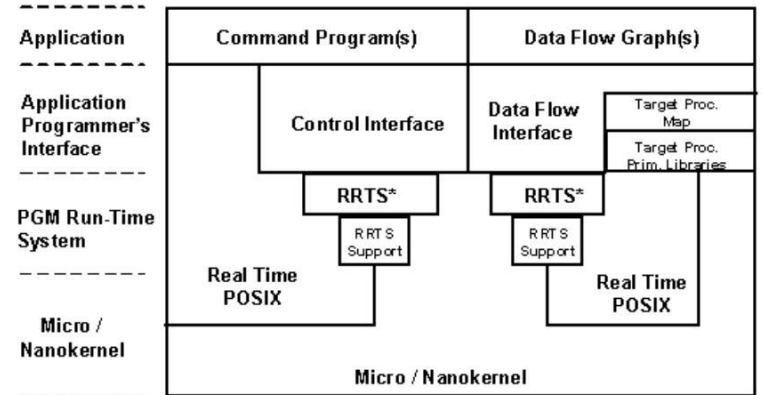 Application
Command Program(s)
Data Flow Graph(s)
Application
Programmer's
Interface
Control Interface
Data Flow
Interface
Target Proc.
Map
Target Proc.
Prim. Libraries
PGM Run-Time
System
RRTS*
RRTS
Support
RRTS*
RRTS
Support
Real Time
POSIX
Real Time
POSIX
Micro /
Nanokernel
Micro / Nanokernel